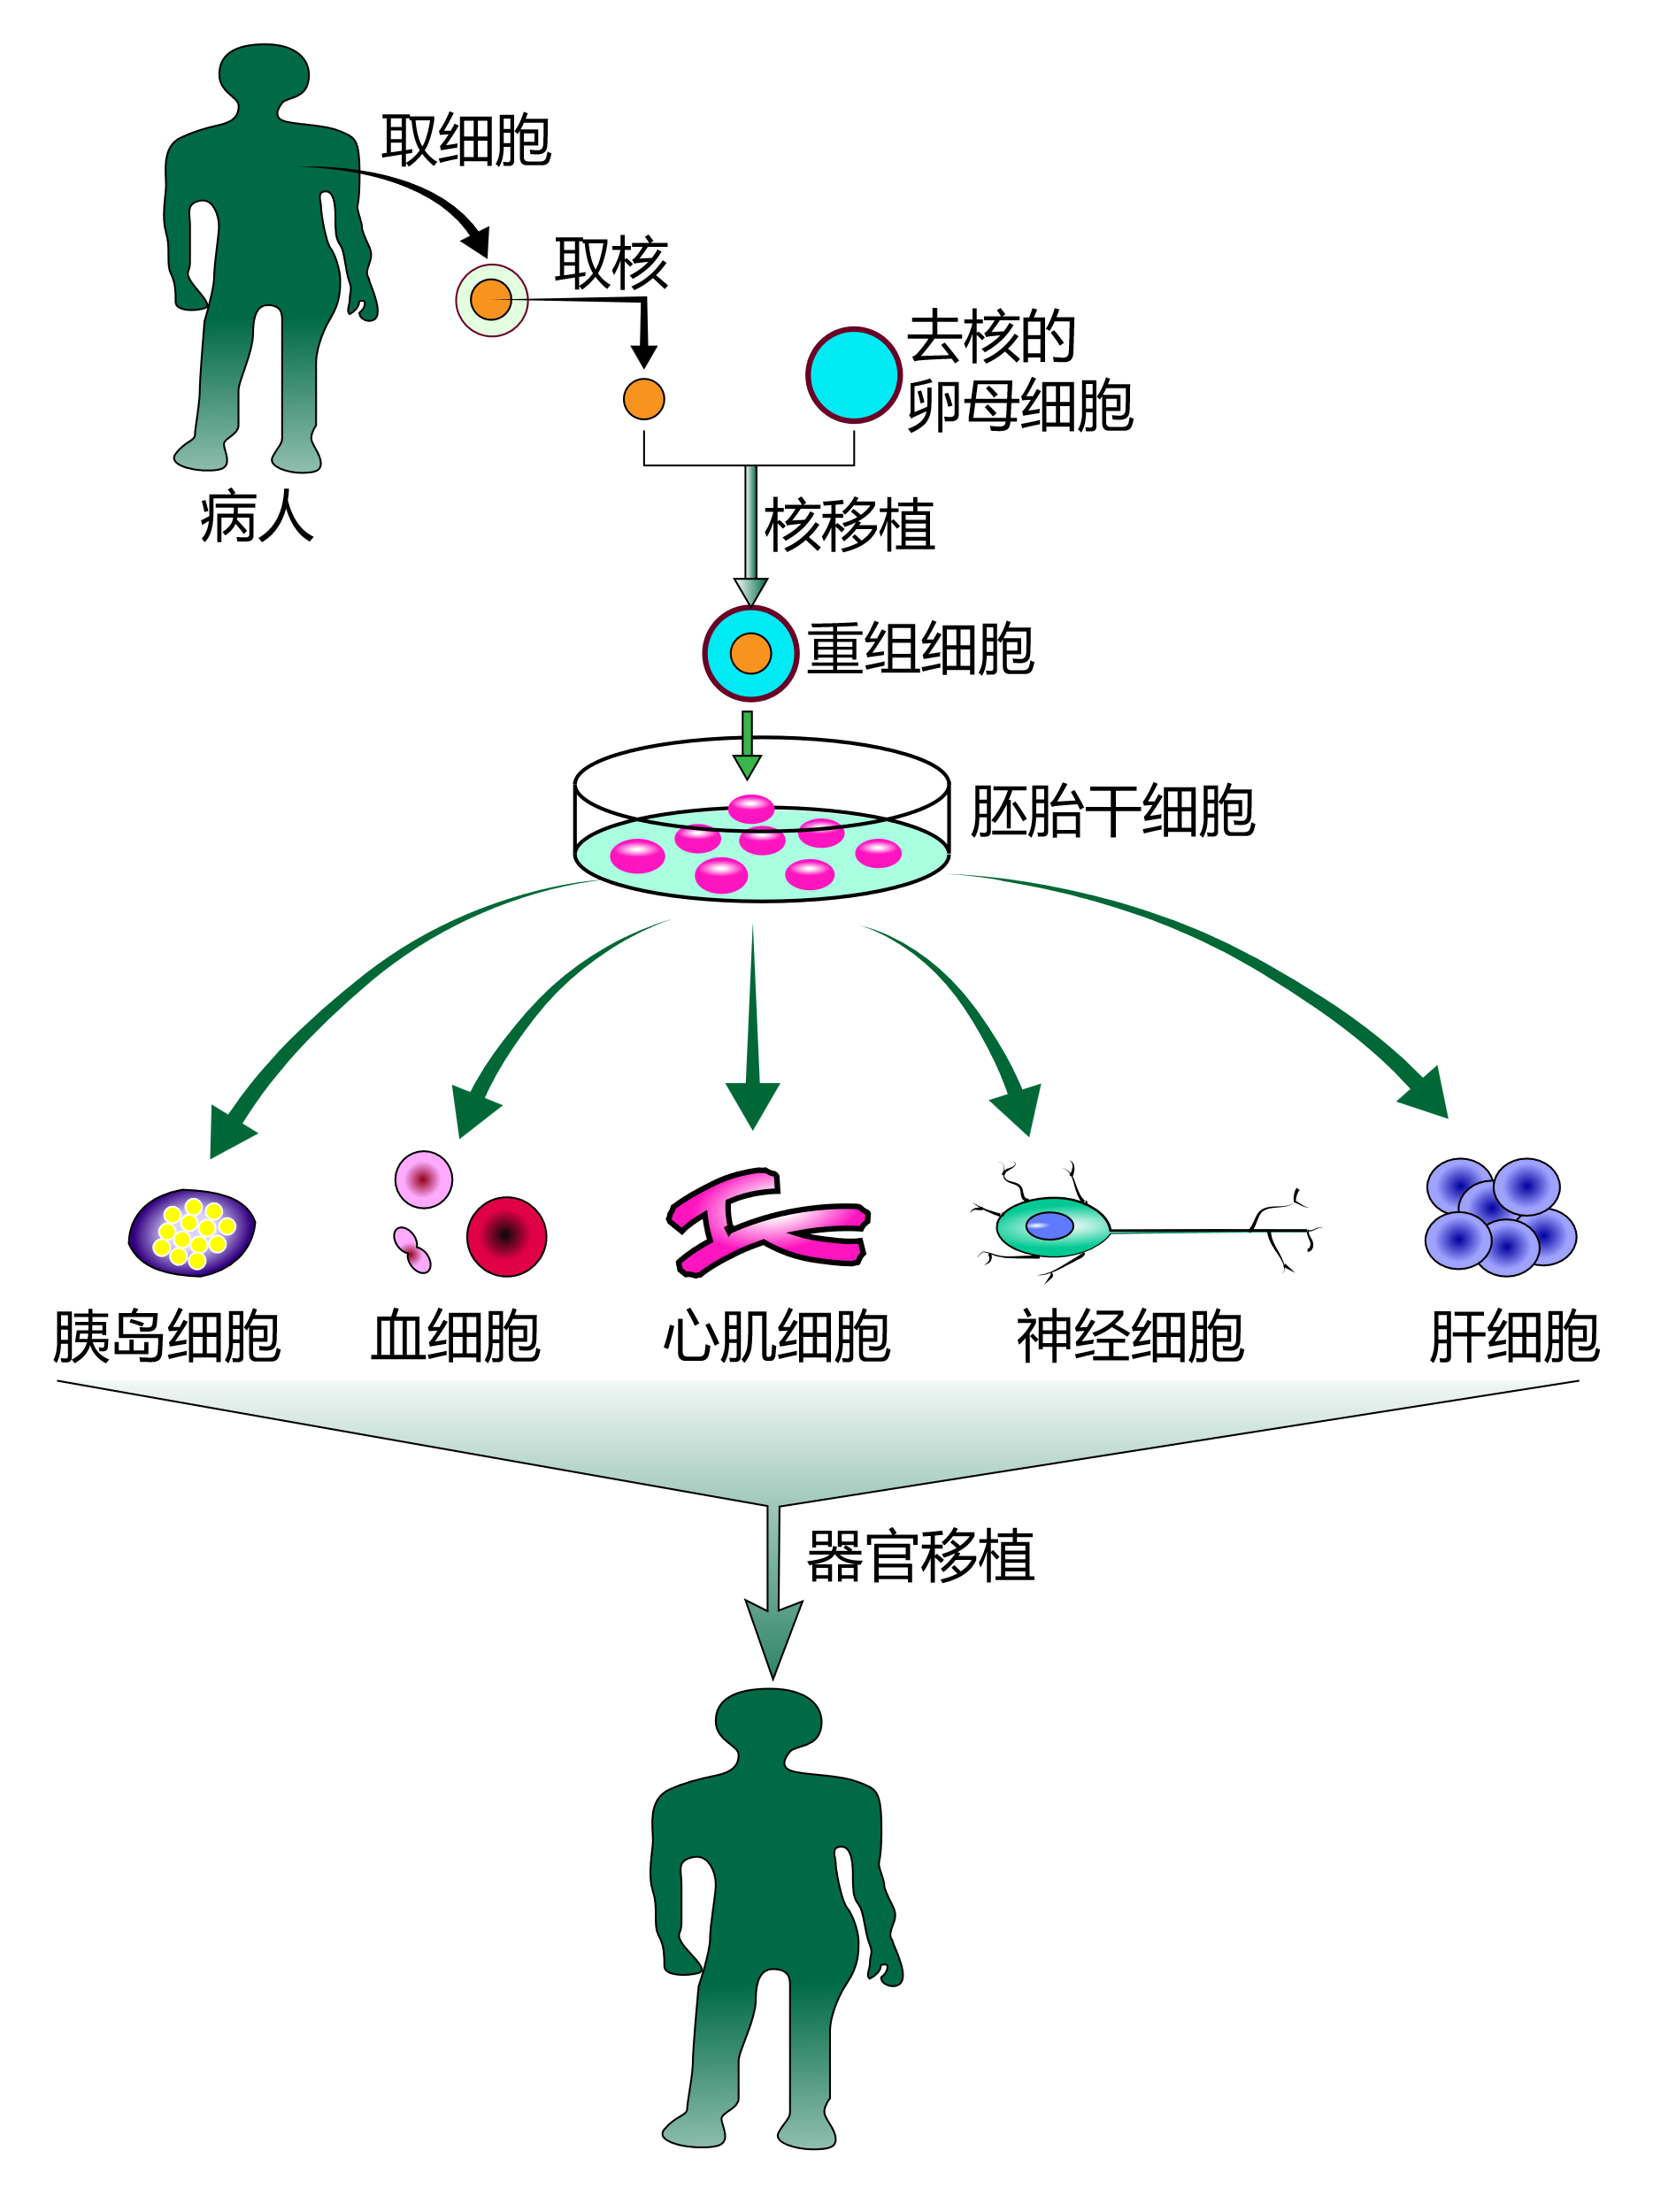 取细胞
取核
去核的
卵母细胞
病人
核移植
重组细胞
胚胎干细胞
胰岛细胞
血细胞
心肌细胞
神经细胞
肝细胞
器官移植